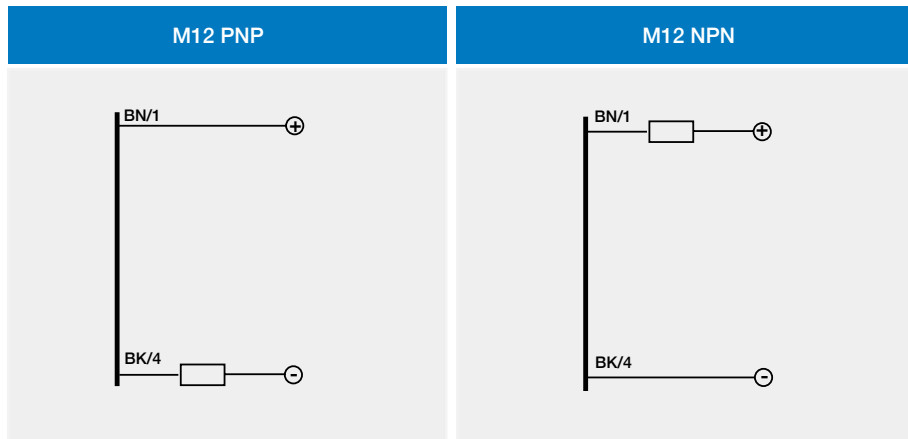 M12 PNP
M12 NPN
BN/1
+
BK/4
-
BN/1
+
BK/4
-